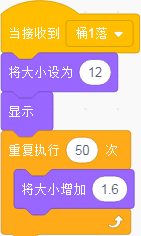 当接收到 桶1落
将大小设为 12
显示
重复执行 50 次
将大小增加 1.6